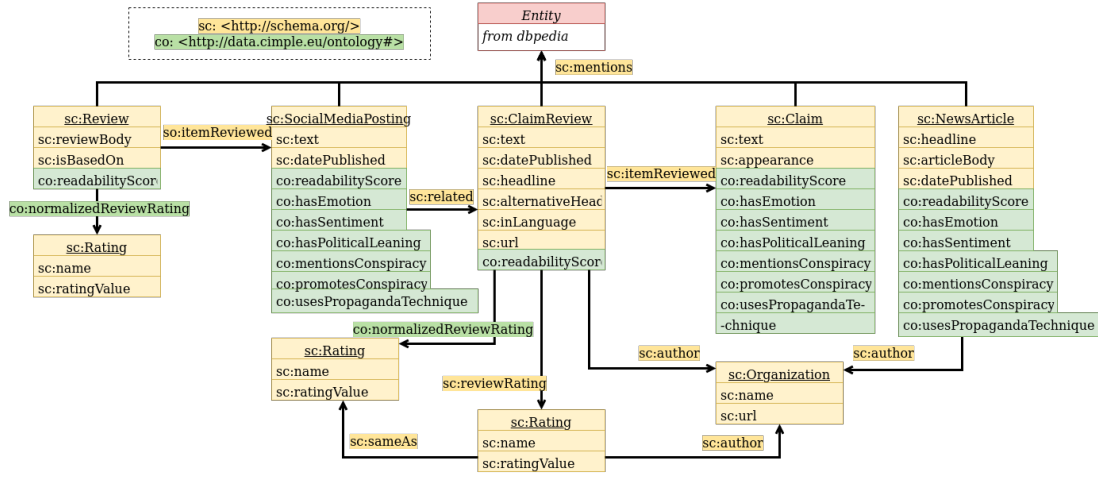 sc: <http://schema.org/>
co: <http://data.cimple.eu/ontology#>
Entity
from dbpedia
sc:mentions
sc:Review
sc:reviewBody
sc:isBasedOn
co:readabilityScor
so:itemReviewed
co:normalizedReviewRating
sc:Rating
sc:name
sc:ratingValue
sc:SocialMediaPosting
sc:text
sc:datePublished
co:readabilityScore
co:hasEmotion
co:hasSentiment
co:hasPoliticalLeaning
co:mentionsConspiracy
co:promotesConspiracy
co:usesPropagandaTechnique
sc:related
sc:ClaimReview
sc:text
sc:datePublished
sc:headline
sc:alternativeHead
sc:inLanguage
sc:url
co:readabilityScor
sc:itemReviewed
sc:Claim
sc:text
sc:appearance
co:readabilityScore
co:hasEmotion
co:hasSentiment
co:hasPoliticalLeaning
co:mentionsConspiracy
co:promotesConspiracy
co:usesPropagandaTe-
-chnique
sc:NewsArticle
sc:headline
sc:articleBody
sc:datePublished
co:readabilityScore
co:hasEmotion
co:hasSentiment
co:hasPoliticalLeaning
co:mentionsConspiracy
co:promotesConspiracy
co:usesPropagandaTechnique
co:normalizedReviewRating
sc:Rating
sc:name
sc:ratingValue
sc:reviewRating
sc:author
sc:author
sc:Organization
sc:name
sc:url
sc:sameAs
sc:Rating
sc:name
sc:ratingValue
sc:author